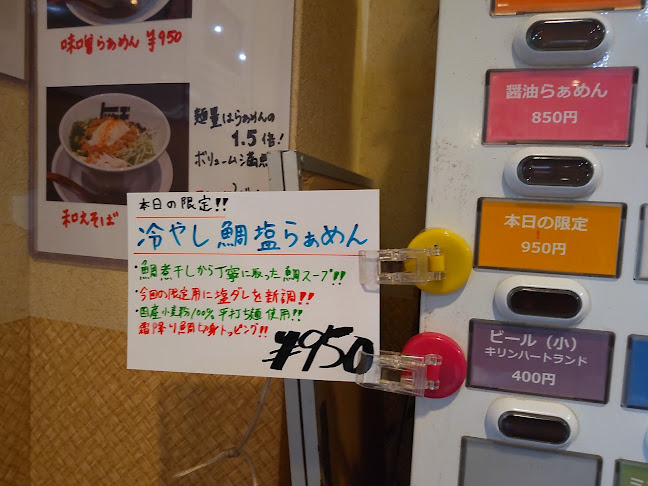 味噌らぁめん ¥950
麺量はらぁめんの
1.5倍!
和えそば
本日の限定!!
冷やし鯛塩らぁめん
・鯛煮干しから丁寧に取った鯛スープ!!
・今回の限定用に塩ダレを新調!!
・国産小麦粉100%平打ち麺使用!!
霜降り鯛切身トッピング!!
¥950
醤油らぁめん
850円
本日の限定
950円
ビール（小）
キリンハートランド
400円